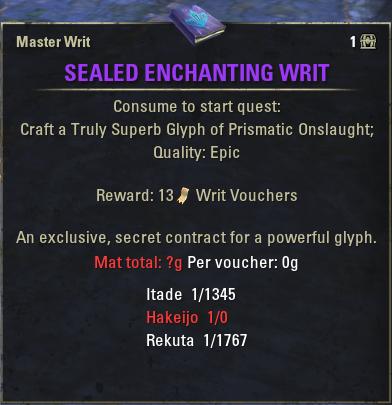 Master Writ 1
SEALED ENCHANTING WRIT
Consume to start quest:
Craft a Truly Superb Glyph of Prismatic Onslaught;
Quality: Epic
Reward: 13 Writ Vouchers
An exclusive, secret contract for a powerful glyph.
Mat total: ?g Per voucher: 0g
Itade 1/1345
Hakeijo 1/0
Rekuta 1/1767